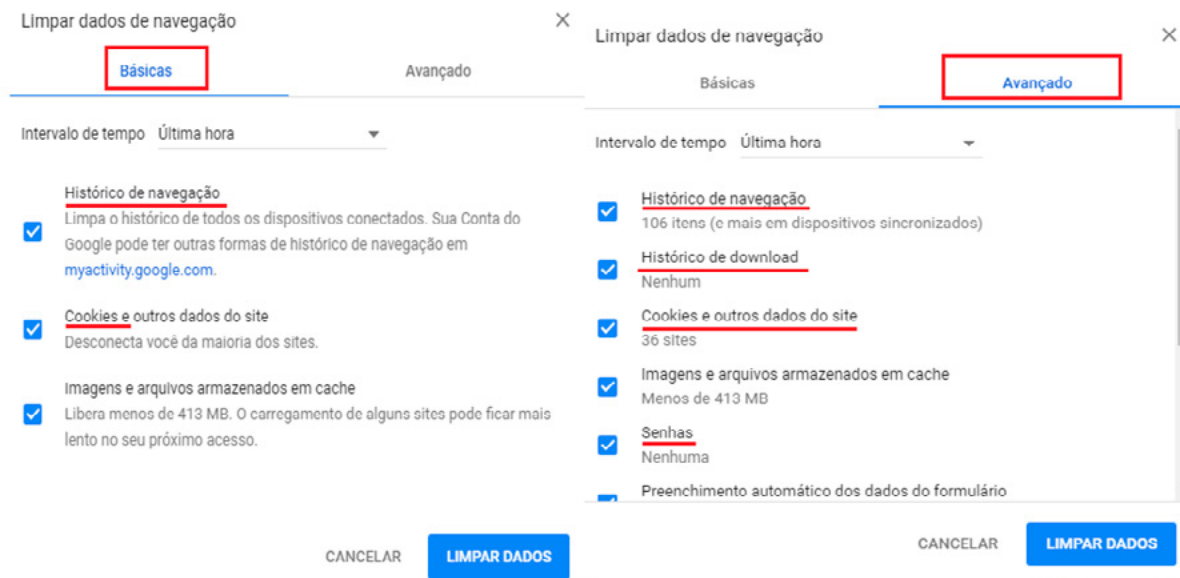 Limpar dados de navegação
Básicas
Avançado
Intervalo de tempo Última hora
Histórico de navegação
Limpa o histórico de todos os dispositivos conectados. Sua Conta do
Google pode ter outras formas de histórico de navegação em
myactivity.google.com.
Cookies e outros dados do site
Desconecta você da maioria dos sites.
Imagens e arquivos armazenados em cache
Libera menos de 413 MB. O carregamento de alguns sites pode ficar mais
lento no seu próximo acesso.
CANCELAR
LIMPAR DADOS
Limpar dados de navegação
Básicas
Avançado
Intervalo de tempo Última hora
Histórico de navegação
106 itens (e mais em dispositivos sincronizados)
Histórico de download
Nenhum
Cookies e outros dados do site
36 sites
Imagens e arquivos armazenados em cache
Menos de 413 MB
Senhas
Nenhuma
Preenchimento automático dos dados do formulário
CANCELAR
LIMPAR DADOS